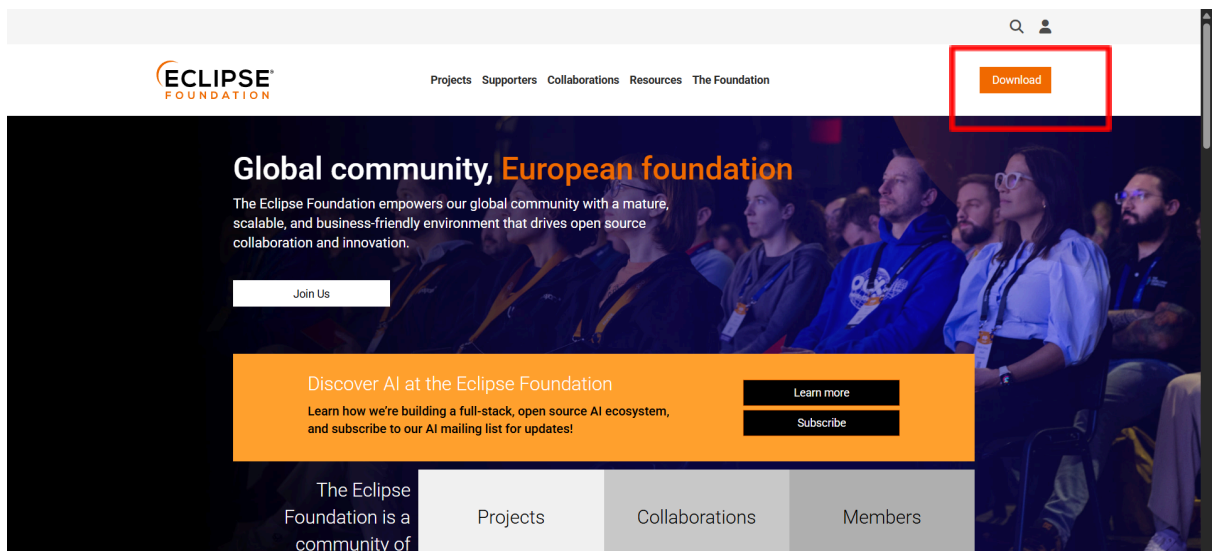 ECLIPSE®
FOUNDATION
Projects Supporters Collaborations Resources The Foundation
Download
Global community, European foundation
The Eclipse Foundation empowers our global community with a mature,
scalable, and business-friendly environment that drives open source
collaboration and innovation.
Join Us
Discover AI at the Eclipse Foundation
Learn how we're building a full-stack, open source AI ecosystem,
and subscribe to our AI mailing list for updates!
Learn more
Subscribe
The Eclipse
Foundation is a
community of
Projects
Collaborations
Members